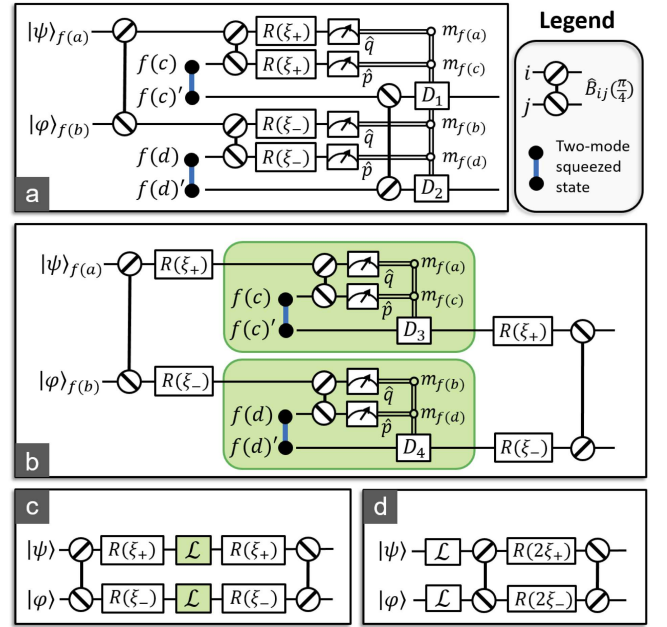 |ψ⟩f(a) R(ξ+) q̂ mf(a)
f(c) R(ξ+) p̂ mf(c)
f(c)′ D1
|φ⟩f(b) R(ξ−) q̂ mf(b)
f(d) R(ξ−) p̂ mf(d)
f(d)′ D2
a
Legend
i
j
B̂ij(π/4)
Two-mode
squeezed
state
|ψ⟩f(a) R(ξ+) q̂ mf(a)
f(c) p̂ mf(c)
f(c)′ D3 R(ξ+)
|φ⟩f(b) R(ξ−) q̂ mf(b)
f(d) p̂ mf(d)
f(d)′ D4 R(ξ−)
b
c
|ψ⟩ R(ξ+) ℒ R(ξ+)
|φ⟩ R(ξ−) ℒ R(ξ−)
d
|ψ⟩ ℒ R(2ξ+)
|φ⟩ ℒ R(2ξ−)